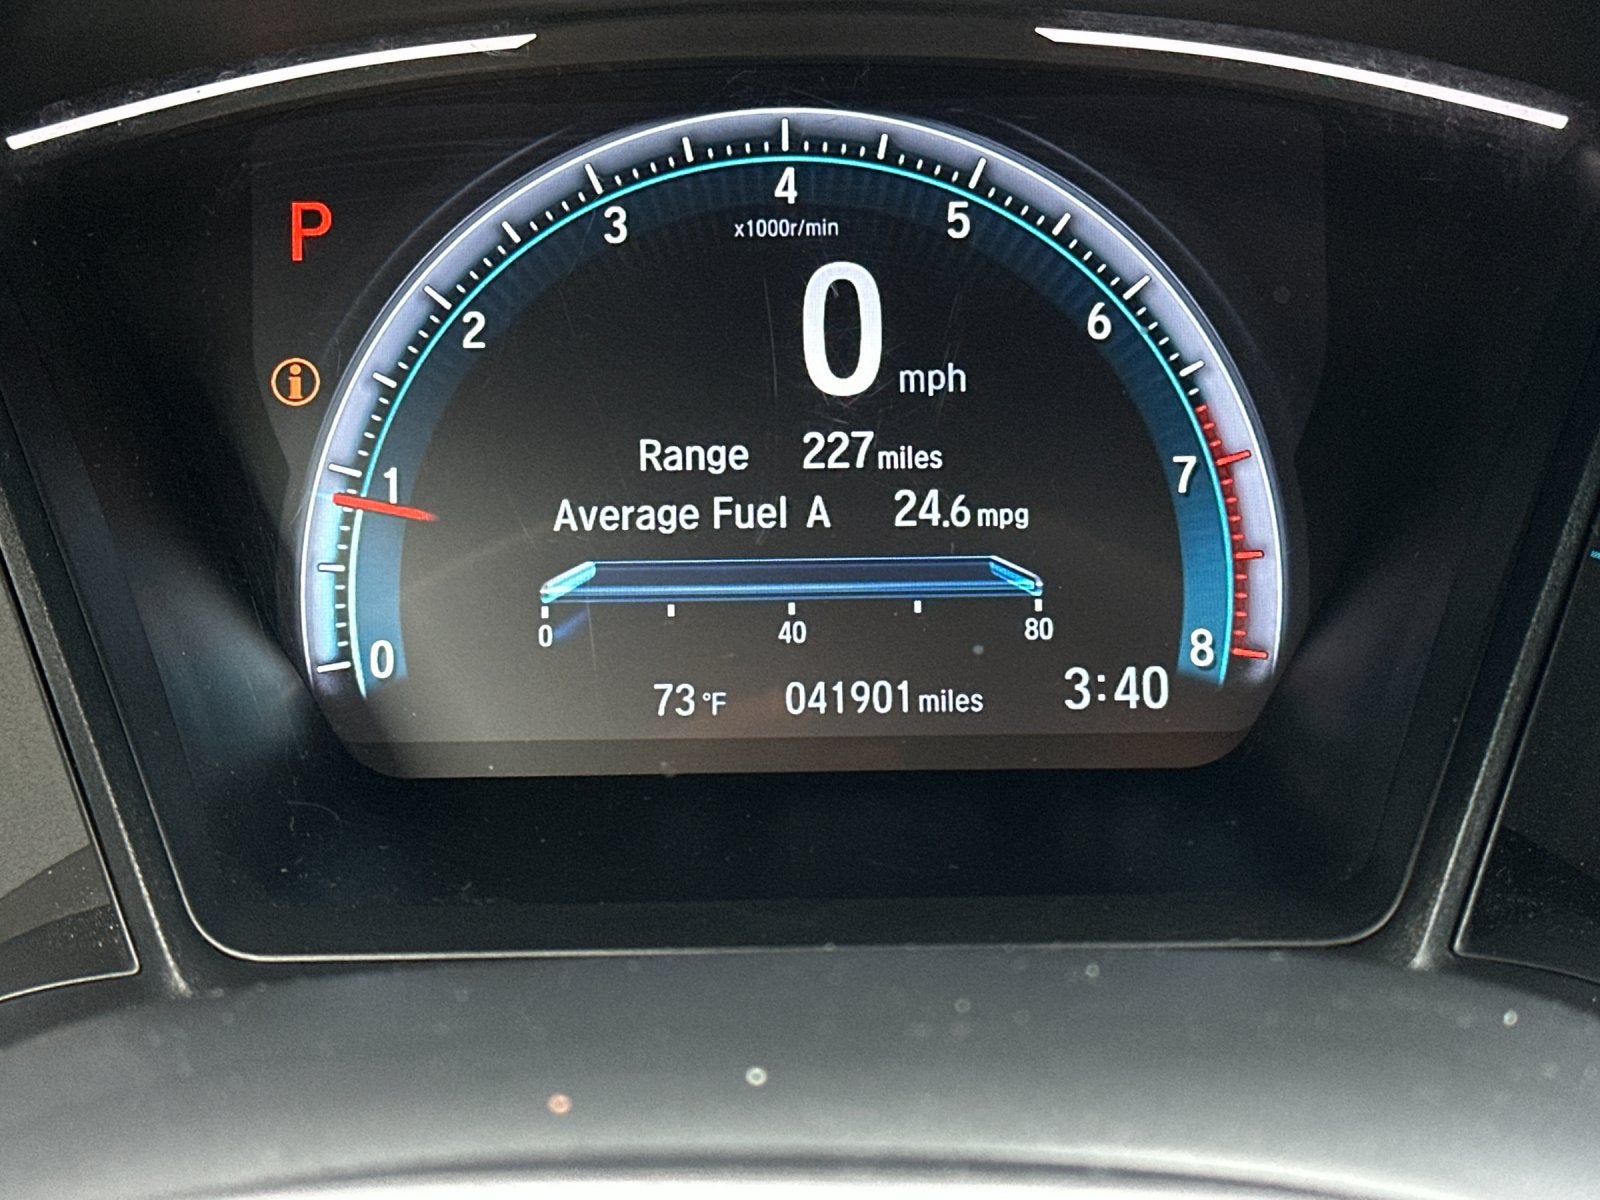 P
4
3
5
x1000r/min
2
6
0 mph
i
Range 227 miles
1
7
Average Fuel A 24.6 mpg
0 40 80
0
8
73 °F 041901 miles 3:40